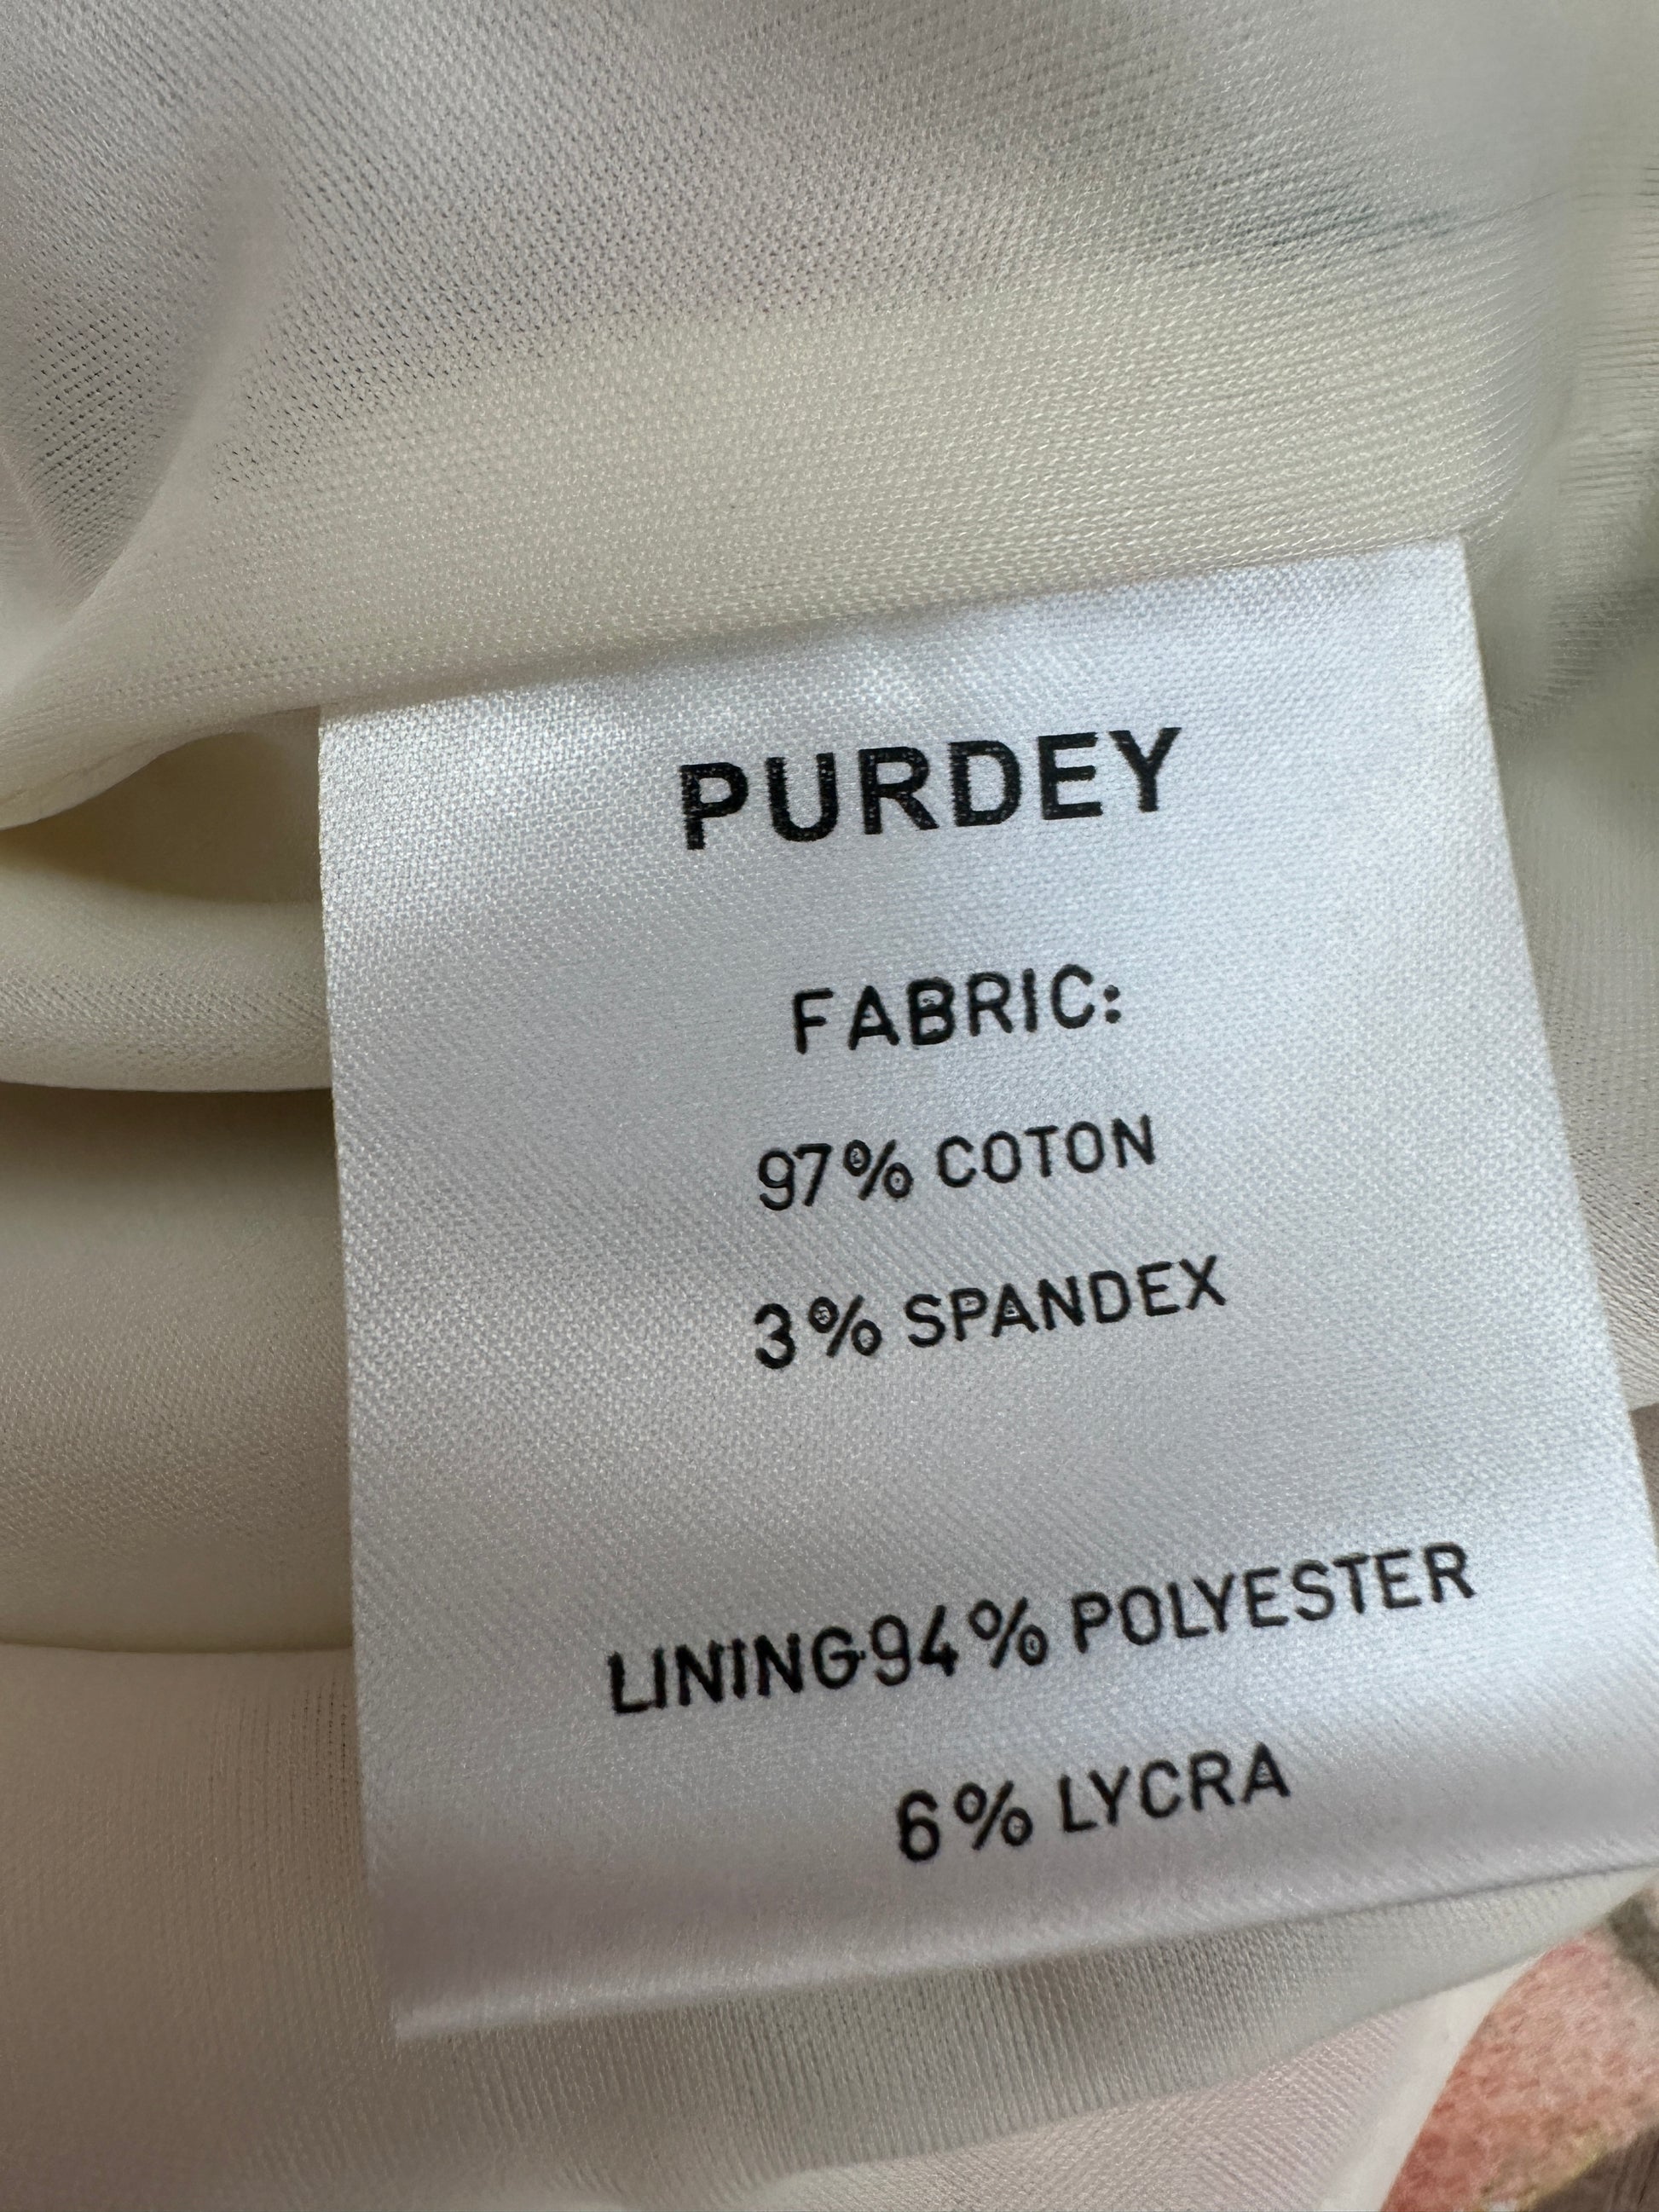 PURDEY
FABRIC:
97% COTON
3% SPANDEX
LINING94% POLYESTER
6% LYCRA